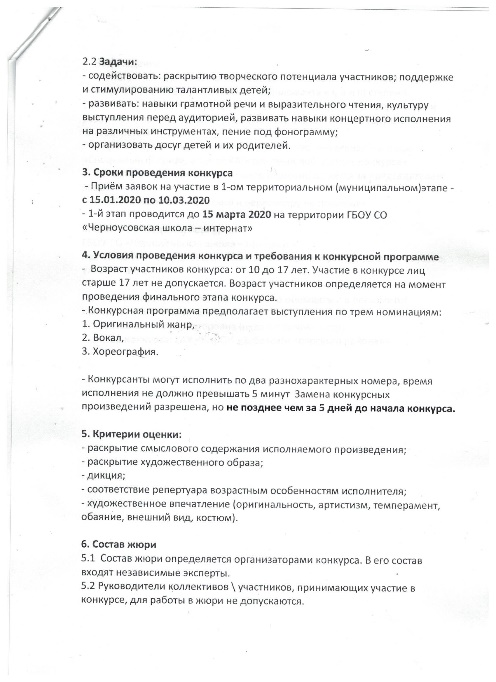 2.2 Задачи:
- содействовать: раскрытию творческого потенциала участников; поддержке
и стимулированию талантливых детей;
- развивать: навыки грамотной речи и выразительного чтения, культуру
выступления перед аудиторией, развивать навыки концертного исполнения
на различных инструментах, пение под фонограмму;
- организовать досуг детей и их родителей.
3. Сроки проведения конкурса
- Приём заявок на участие в 1-ом территориальном (муниципальном)этапе -
с 15.01.2020 по 10.03.2020
- 1-й этап проводится до 15 марта 2020 на территории ГБОУ СО
«Черноусовская школа – интернат»
4. Условия проведения конкурса и требования к конкурсной программе
- Возраст участников конкурса: от 10 до 17 лет. Участие в конкурсе лиц
старше 17 лет не допускается. Возраст участников определяется на момент
проведения финального этапа конкурса.
- Конкурсная программа предполагает выступления по трем номинациям:
1. Оригинальный жанр,
2. Вокал,
3. Хореография.
- Конкурсанты могут исполнить по два разнохарактерных номера, время
исполнения не должно превышать 5 минут Замена конкурсных
произведений разрешена, но не позднее чем за 5 дней до начала конкурса.
5. Критерии оценки:
- раскрытие смыслового содержания исполняемого произведения;
- раскрытие художественного образа;
- дикция;
- соответствие репертуара возрастным особенностям исполнителя;
- художественное впечатление (оригинальность, артистизм, темперамент,
обаяние, внешний вид, костюм).
6. Состав жюри
5.1 Состав жюри определяется организаторами конкурса. В его состав
входят независимые эксперты.
5.2 Руководители коллективов \ участников, принимающих участие в
конкурсе, для работы в жюри не допускаются.